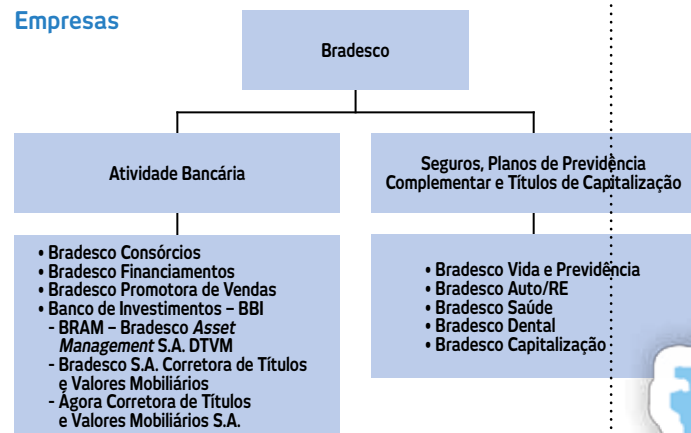 Empresas
Bradesco
Atividade Bancária
Seguros, Planos de Previdência
Complementar e Títulos de Capitalização
• Bradesco Consórcios
• Bradesco Financiamentos
• Bradesco Promotora de Vendas
• Banco de Investimentos – BBI
- BRAM – Bradesco Asset
Management S.A. DTVM
- Bradesco S.A. Corretora de Títulos
e Valores Mobiliários
- Ágora Corretora de Títulos
e Valores Mobiliários S.A.
• Bradesco Vida e Previdência
• Bradesco Auto/RE
• Bradesco Saúde
• Bradesco Dental
• Bradesco Capitalização